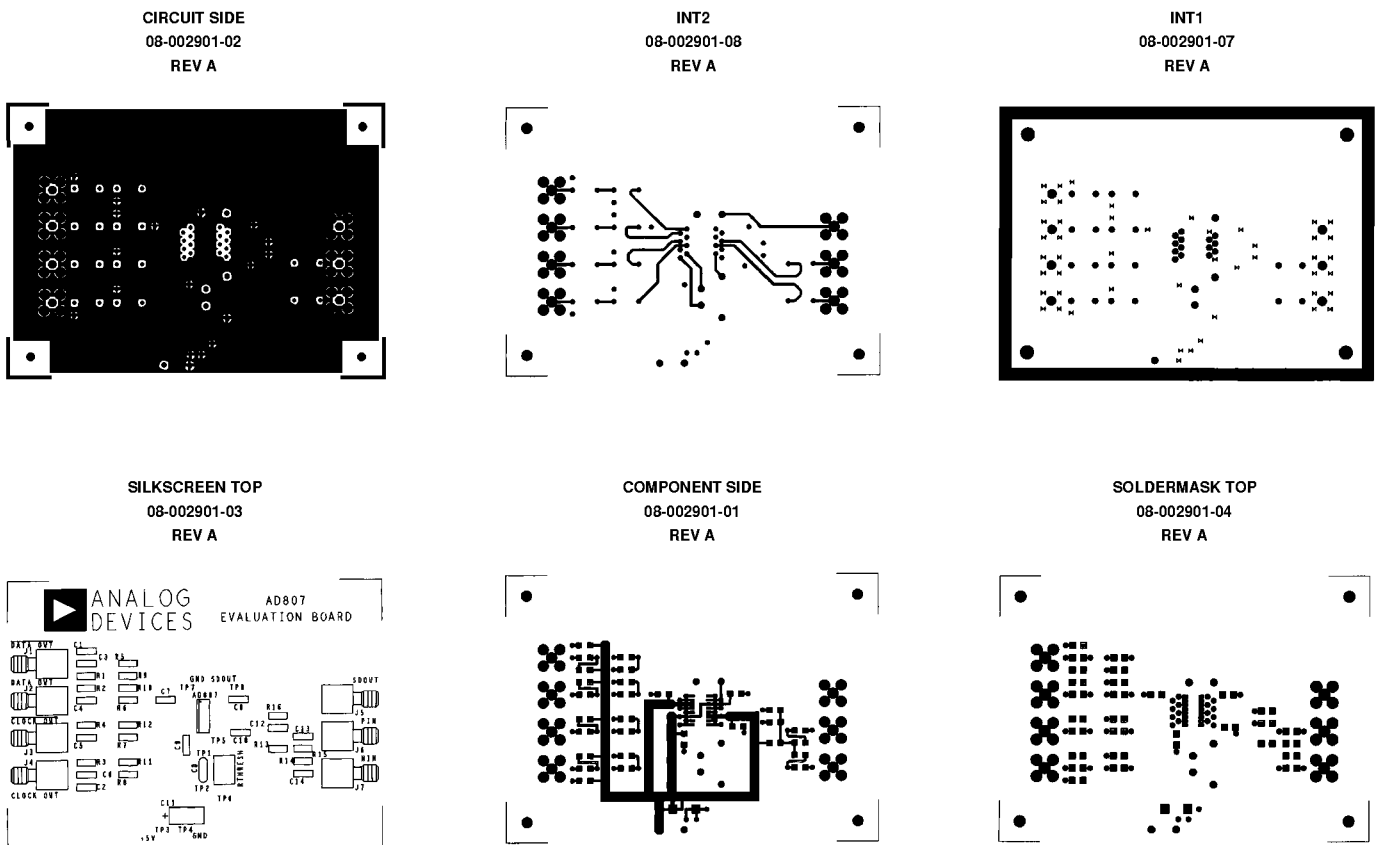 CIRCUIT SIDE
08-002901-02
REV A
INT2
08-002901-08
REV A
INT1
08-002901-07
REV A
SILKSCREEN TOP
08-002901-03
REV A
COMPONENT SIDE
08-002901-01
REV A
SOLDERMASK TOP
08-002901-04
REV A
ANALOG
DEVICES
AD807
EVALUATION BOARD
DATA OUT
J1
C1
C3
R5
R1
R9
DATA OUT
R2
R10
J2
C4
R6
CLOCK OUT
R4
R12
J3
C5
R7
J4
R3
R11
C6
R8
C2
CLOCK OUT
C7
GND SDOUT
TP7
TP8
AD807
C8
C9
TP5
C10
TP1
TP2
RTHRESH
TP6
R16
C12
C13
R13
R15
R14
C14
SDOUT
J5
PIN
J6
NIN
J7
C11
+
TP3 TP4
+5V
GND